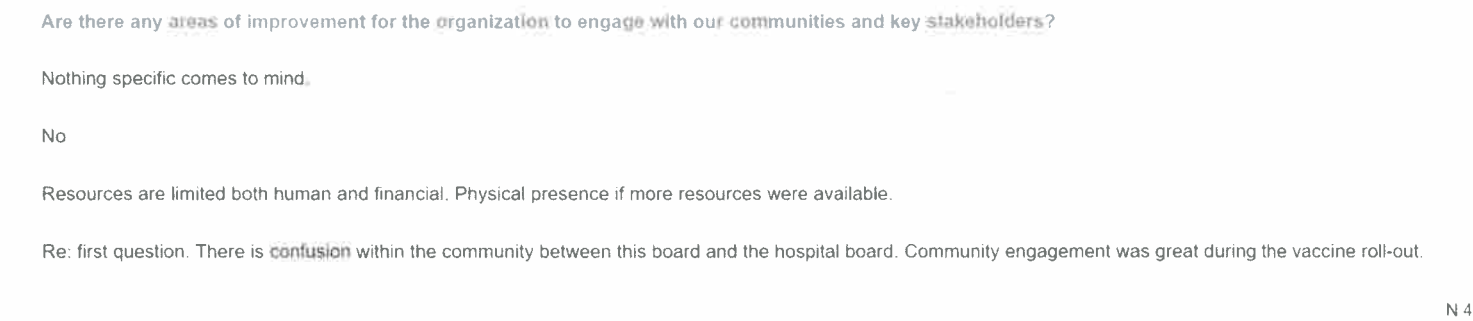 Are there any areas of improvement for the organization to engage with our communities and key stakeholders?
Nothing specific comes to mind.
No
Resources are limited both human and financial. Physical presence if more resources were available.
Re: first question. There is confusion within the community between this board and the hospital board. Community engagement was great during the vaccine roll-out.
N 4